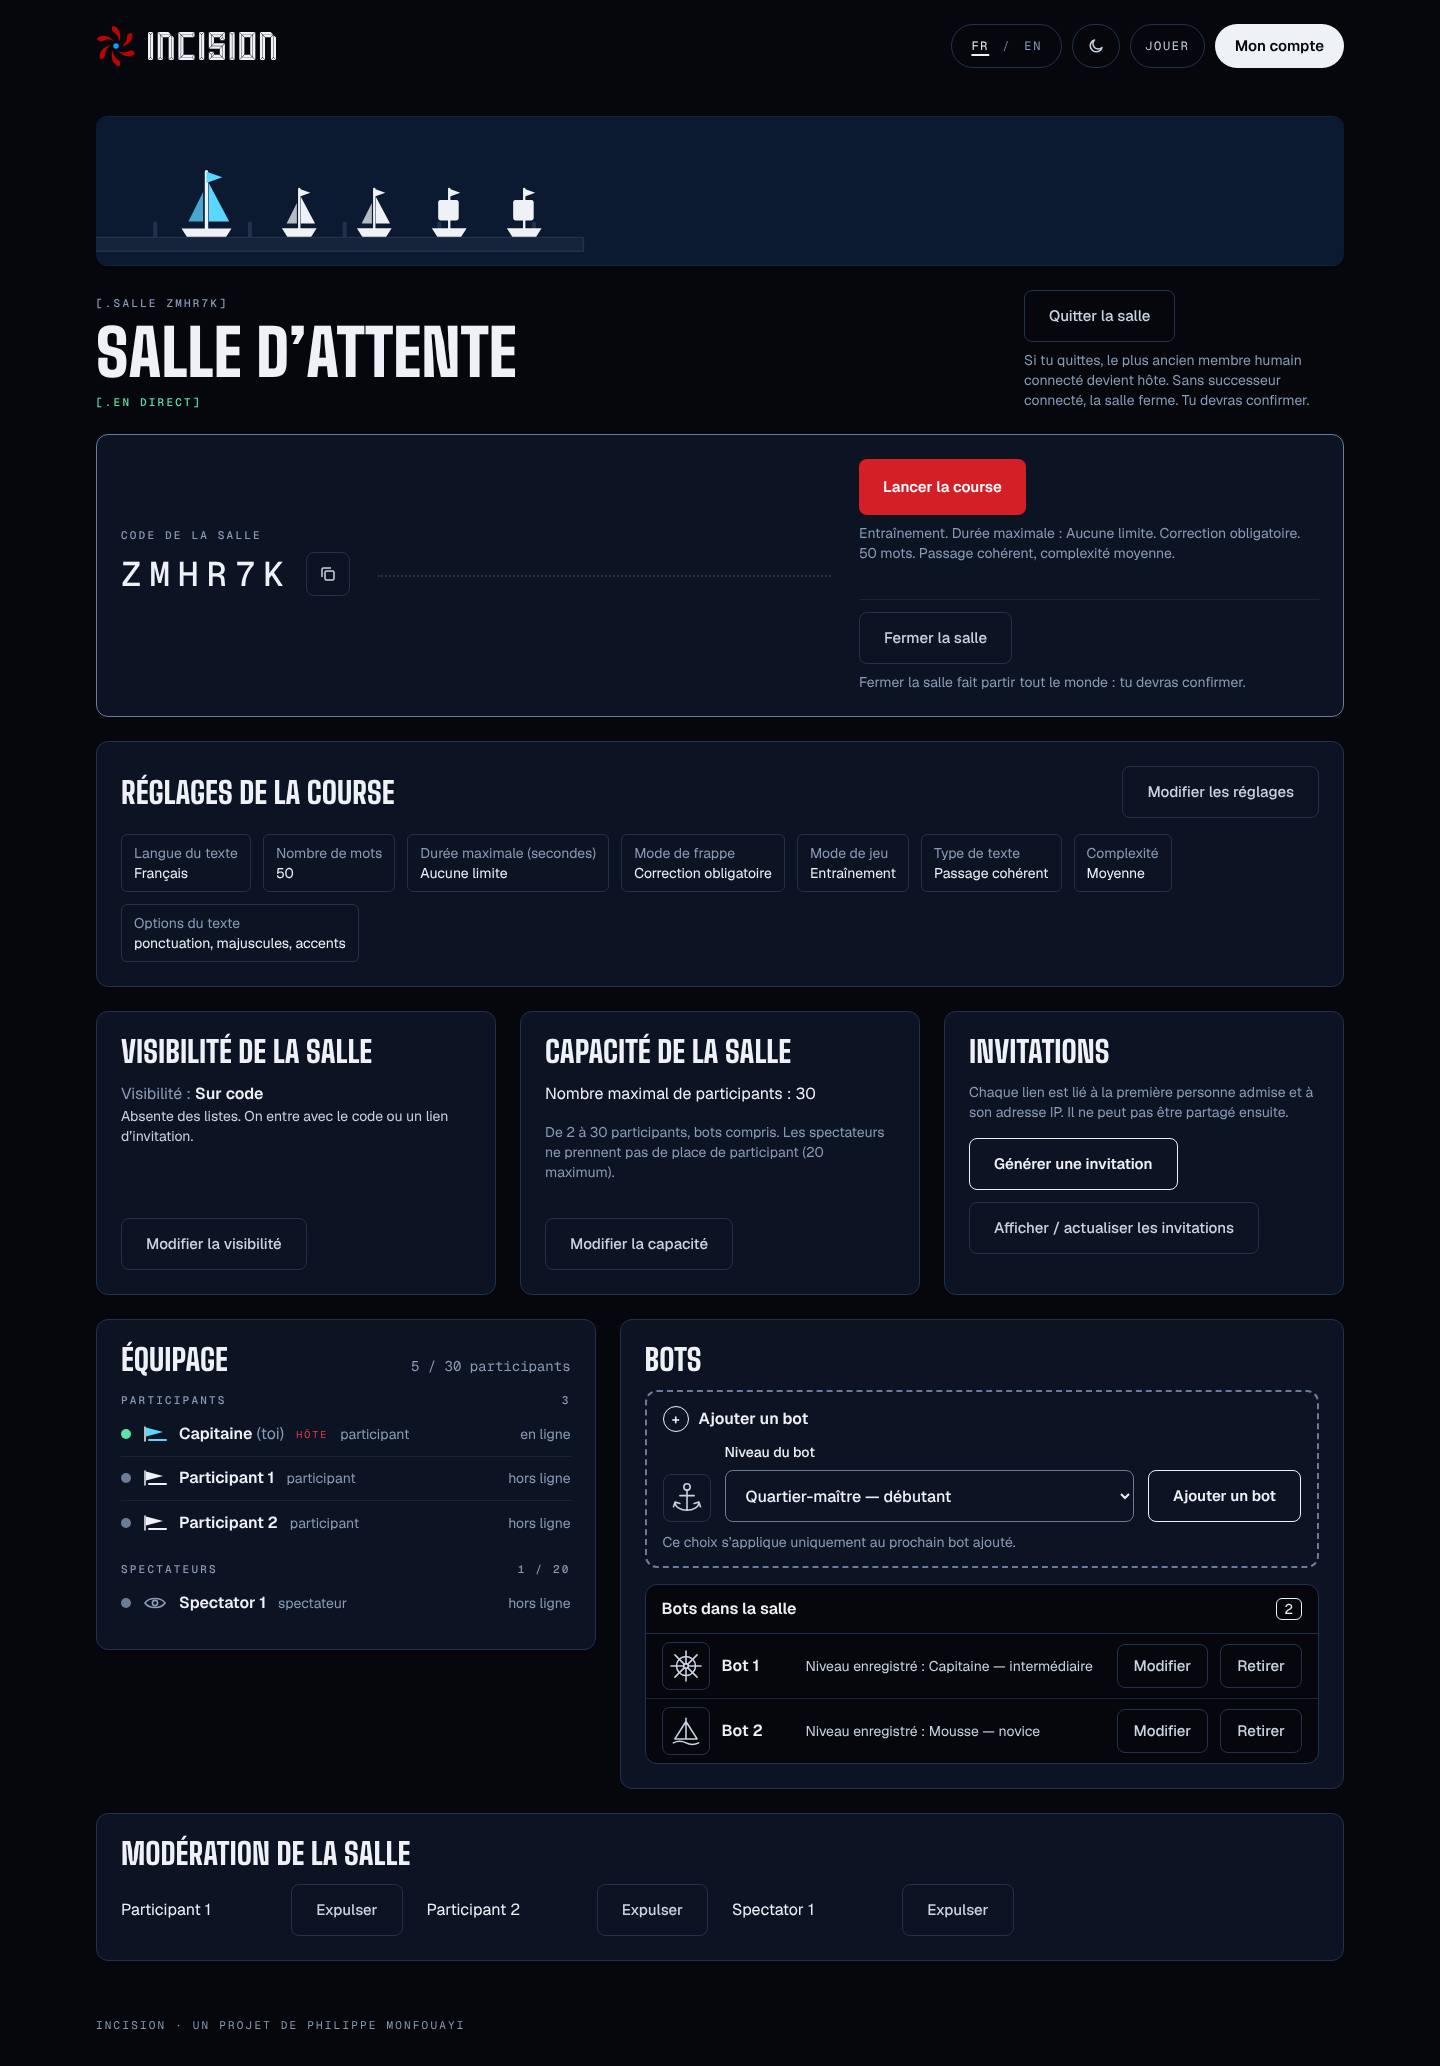 INCISION
FR / EN
JOUER
Mon compte
[.SALLE ZMHR7K]
SALLE D’ATTENTE
[.EN DIRECT]
Quitter la salle
Si tu quittes, le plus ancien membre humain
connecté devient hôte. Sans successeur
connecté, la salle ferme. Tu devras confirmer.
CODE DE LA SALLE
ZMHR7K
Lancer la course
Entraînement. Durée maximale : Aucune limite. Correction obligatoire.
50 mots. Passage cohérent, complexité moyenne.
Fermer la salle
Fermer la salle fait partir tout le monde : tu devras confirmer.
RÉGLAGES DE LA COURSE
Modifier les réglages
Langue du texte
Français
Nombre de mots
50
Durée maximale (secondes)
Aucune limite
Mode de frappe
Correction obligatoire
Mode de jeu
Entraînement
Type de texte
Passage cohérent
Complexité
Moyenne
Options du texte
ponctuation, majuscules, accents
VISIBILITÉ DE LA SALLE
Visibilité : Sur code
Absente des listes. On entre avec le code ou un lien
d’invitation.
Modifier la visibilité
CAPACITÉ DE LA SALLE
Nombre maximal de participants : 30
De 2 à 30 participants, bots compris. Les spectateurs
ne prennent pas de place de participant (20
maximum).
Modifier la capacité
INVITATIONS
Chaque lien est lié à la première personne admise et à
son adresse IP. Il ne peut pas être partagé ensuite.
Générer une invitation
Afficher / actualiser les invitations
ÉQUIPAGE
5 / 30 participants
PARTICIPANTS 3
Capitaine (toi) HÔTE participant en ligne
Participant 1 participant hors ligne
Participant 2 participant hors ligne
SPECTATEURS 1 / 20
Spectator 1 spectateur hors ligne
BOTS
+ Ajouter un bot
Niveau du bot
Quartier-maître — débutant
Ajouter un bot
Ce choix s’applique uniquement au prochain bot ajouté.
Bots dans la salle 2
Bot 1 Niveau enregistré : Capitaine — intermédiaire Modifier Retirer
Bot 2 Niveau enregistré : Mousse — novice Modifier Retirer
MODÉRATION DE LA SALLE
Participant 1 Expulser Participant 2 Expulser Spectator 1 Expulser
INCISION · UN PROJET DE PHILIPPE MONFOUAYI